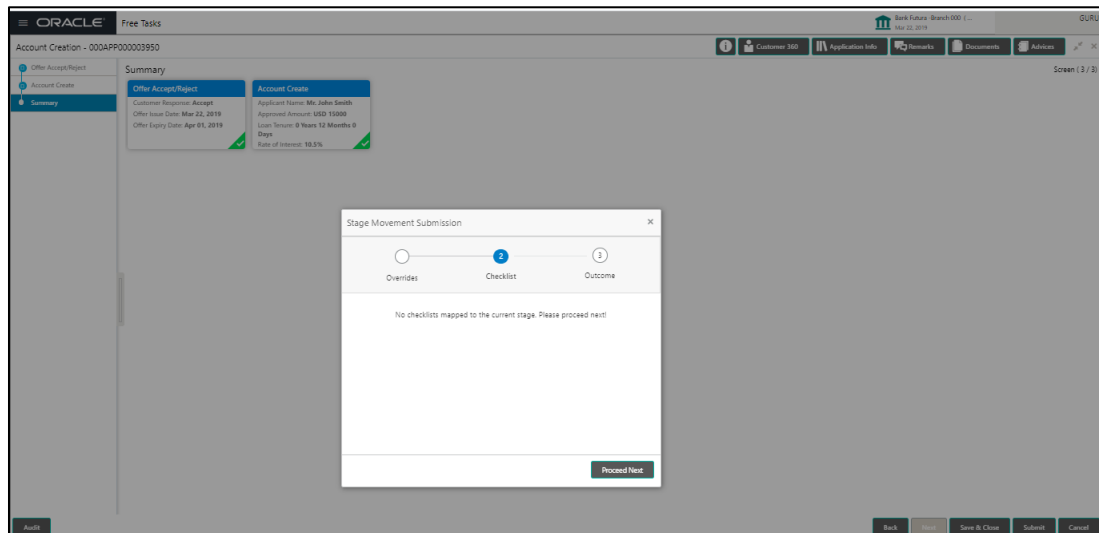 ORACLE
Free Tasks
Bank Futura -Branch 000 (...
Mar 22, 2019
GURU
Account Creation - 000APP000003950
Customer 360
Application Info
Remarks
Documents
Advices
Offer Accept/Reject
Account Create
Summary
Summary
Screen ( 3 / 3)
Offer Accept/Reject
Customer Response: Accept
Offer Issue Date: Mar 22, 2019
Offer Expiry Date: Apr 01, 2019
Account Create
Applicant Name: Mr. John Smith
Approved Amount: USD 15000
Loan Tenure: 0 Years 12 Months 0
Days
Rate of Interest: 10.5%
Stage Movement Submission
2
3
Overrides
Checklist
Outcome
No checklists mapped to the current stage. Please proceed next!
Proceed Next
Audit
Back
Next
Save & Close
Submit
Cancel